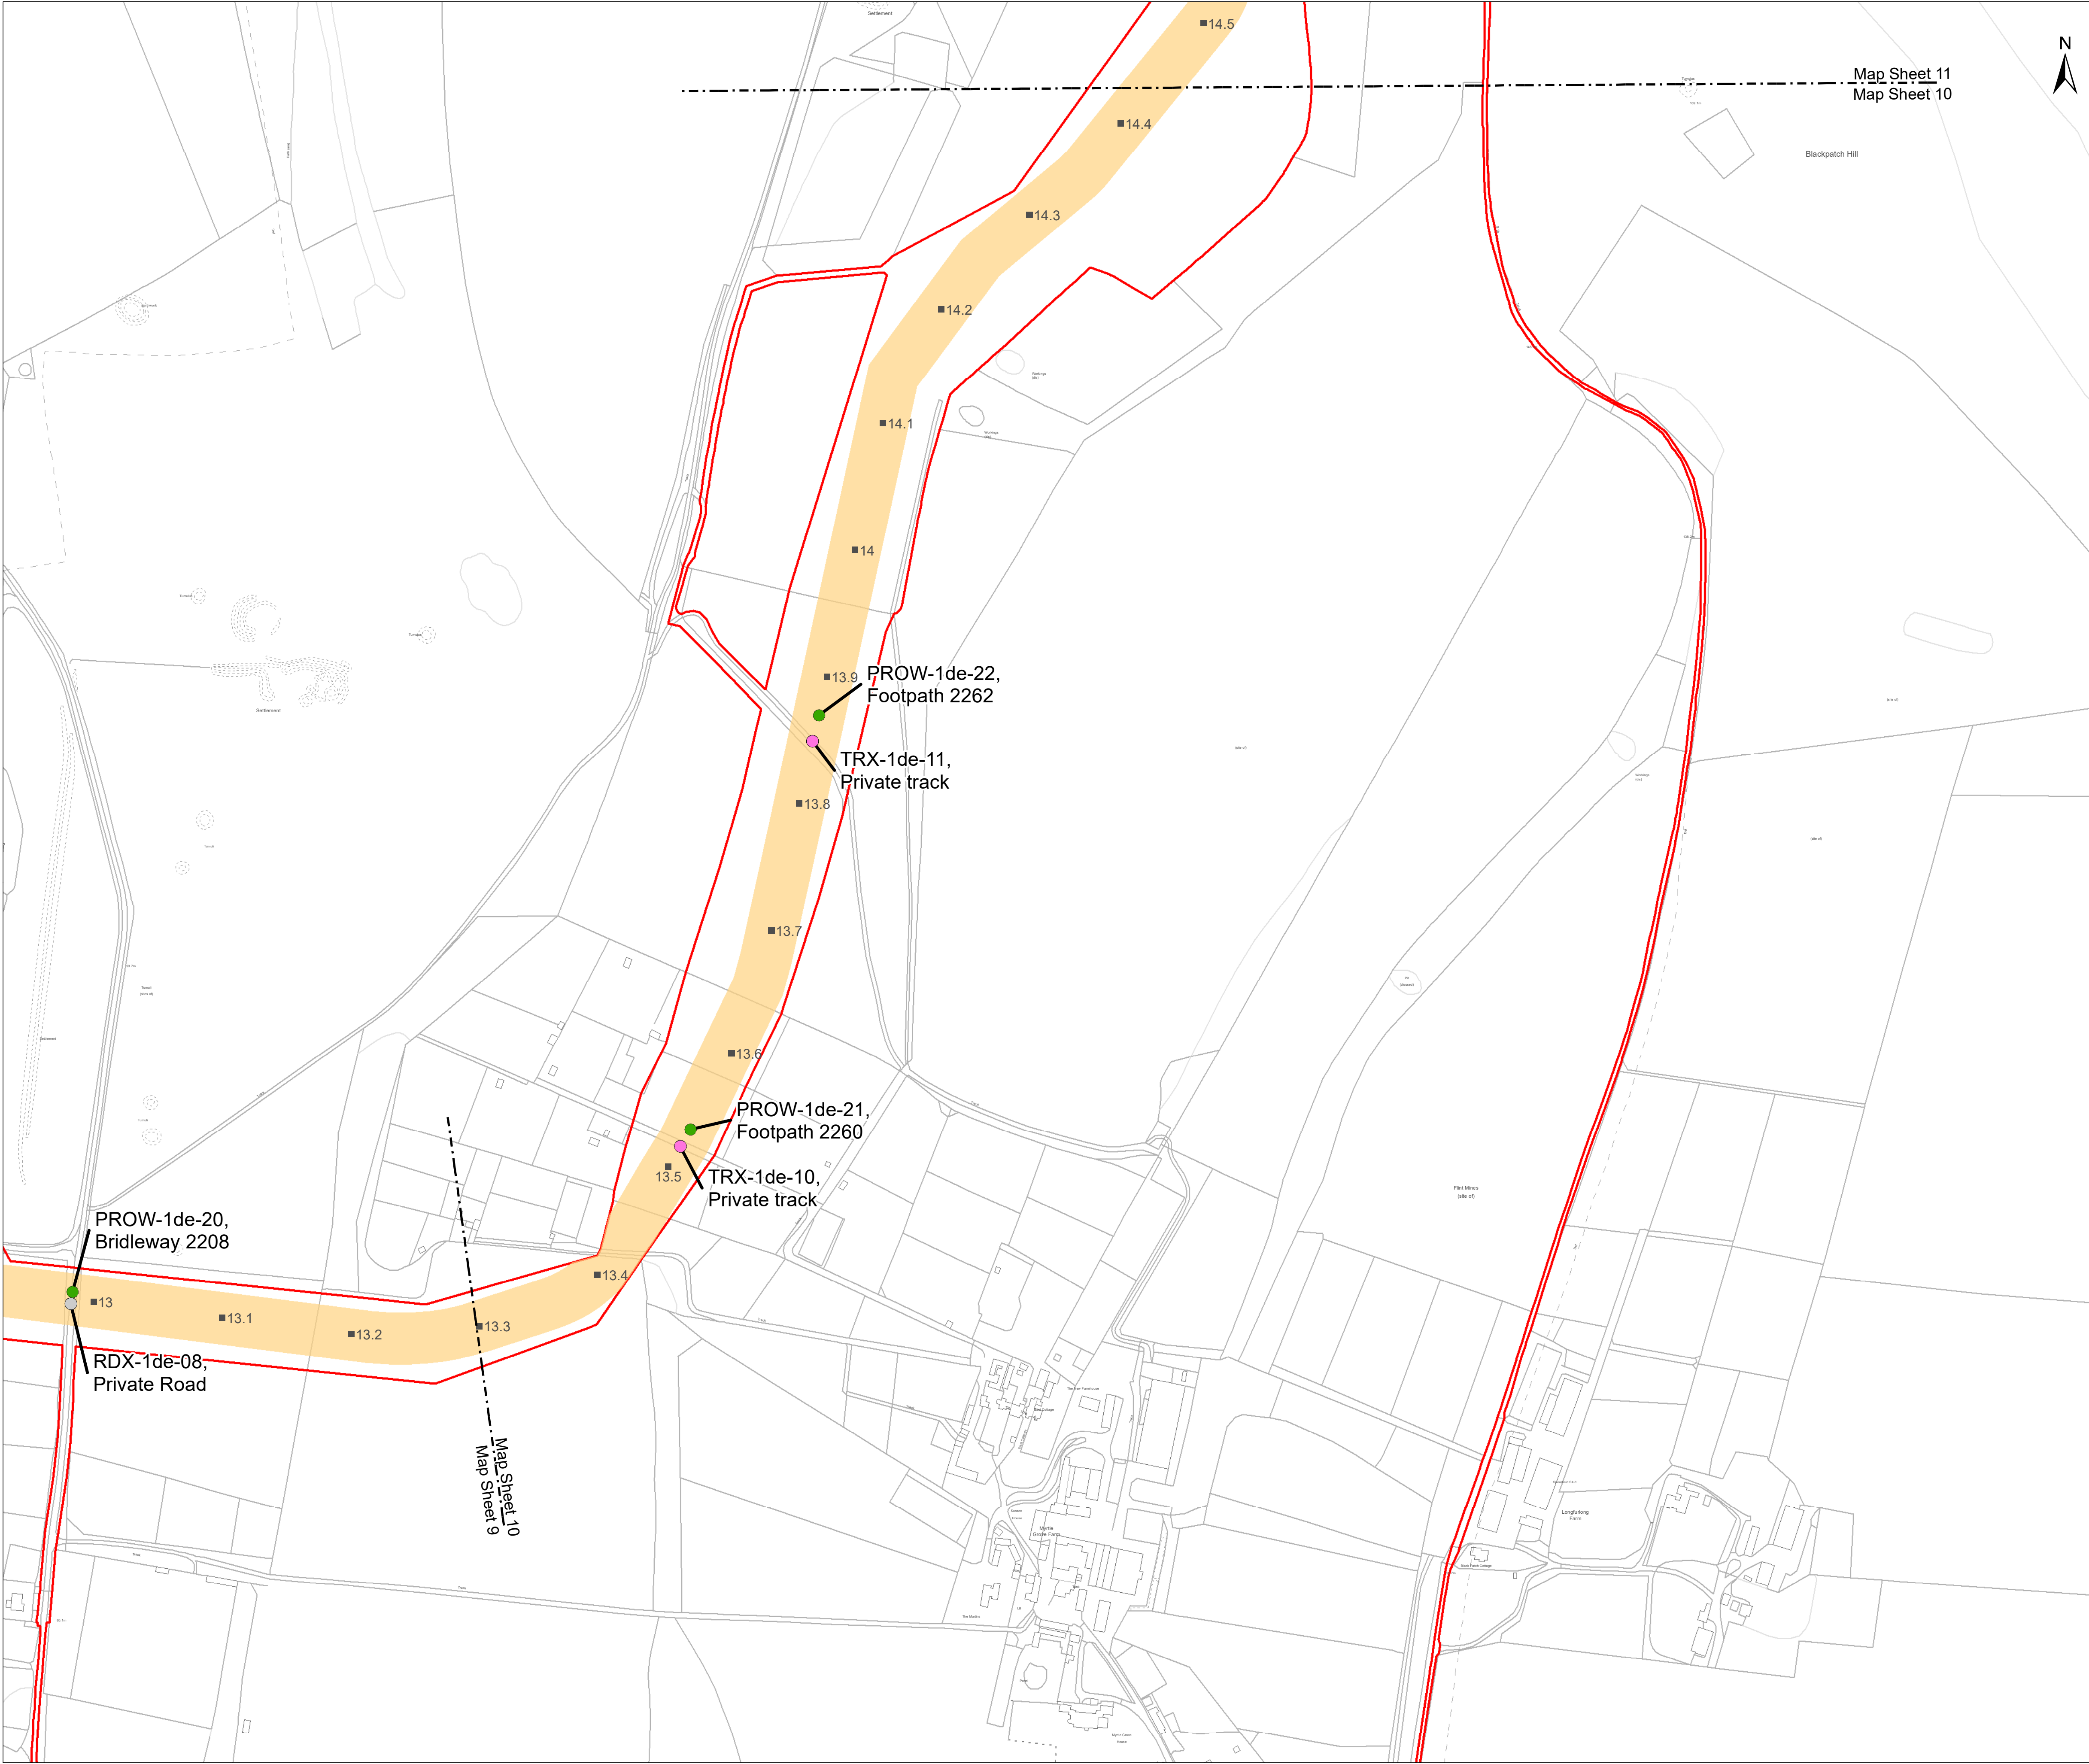 Settlement
14.5
N
Map Sheet 11
Map Sheet 10
14.4
Blackpatch Hill
14.3
14.2
14.1
14
13.9
PROW-1de-22,
Footpath 2262
TRX-1de-11,
Private track
13.8
Settlement
13.7
13.6
PROW-1de-21,
Footpath 2260
13.5
TRX-1de-10,
Private track
Flint Mines
(site of)
PROW-1de-20,
Bridleway 2208
13.4
13
13.1
13.2
13.3
RDX-1de-08,
Private Road
Map Sheet 10
Map Sheet 9
Longfurlong
Farm
Myrtle
Grove Farm
Myrtle Grove
House